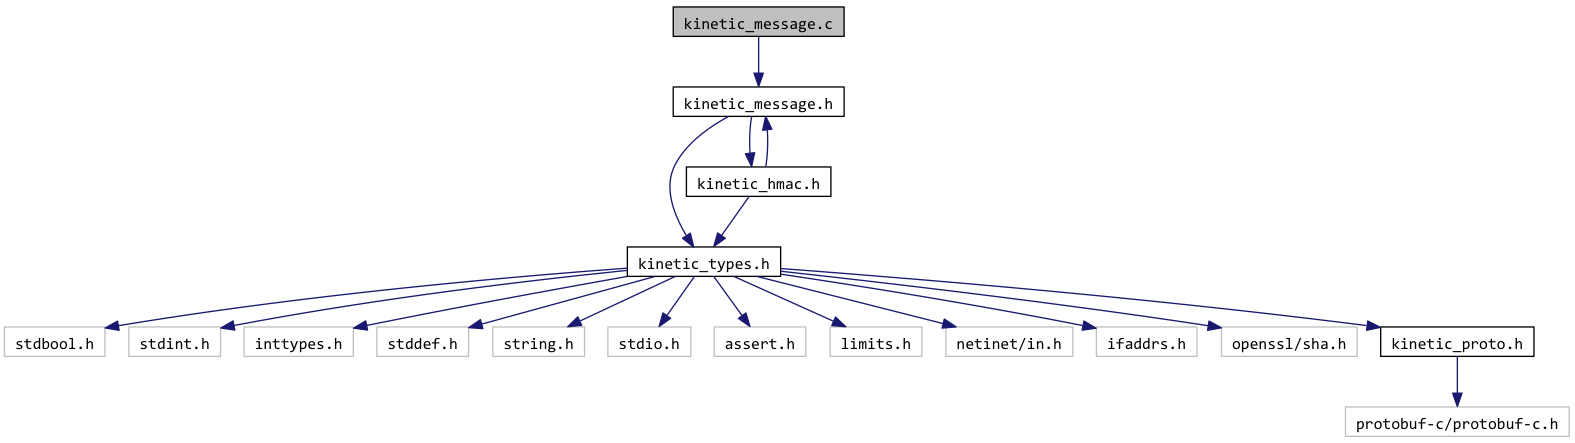 kinetic_message.c
kinetic_message.h
kinetic_hmac.h
kinetic_types.h
stdbool.h
stdint.h
inttypes.h
stddef.h
string.h
stdio.h
assert.h
limits.h
netinet/in.h
ifaddrs.h
openssl/sha.h
kinetic_proto.h
protobuf-c/protobuf-c.h